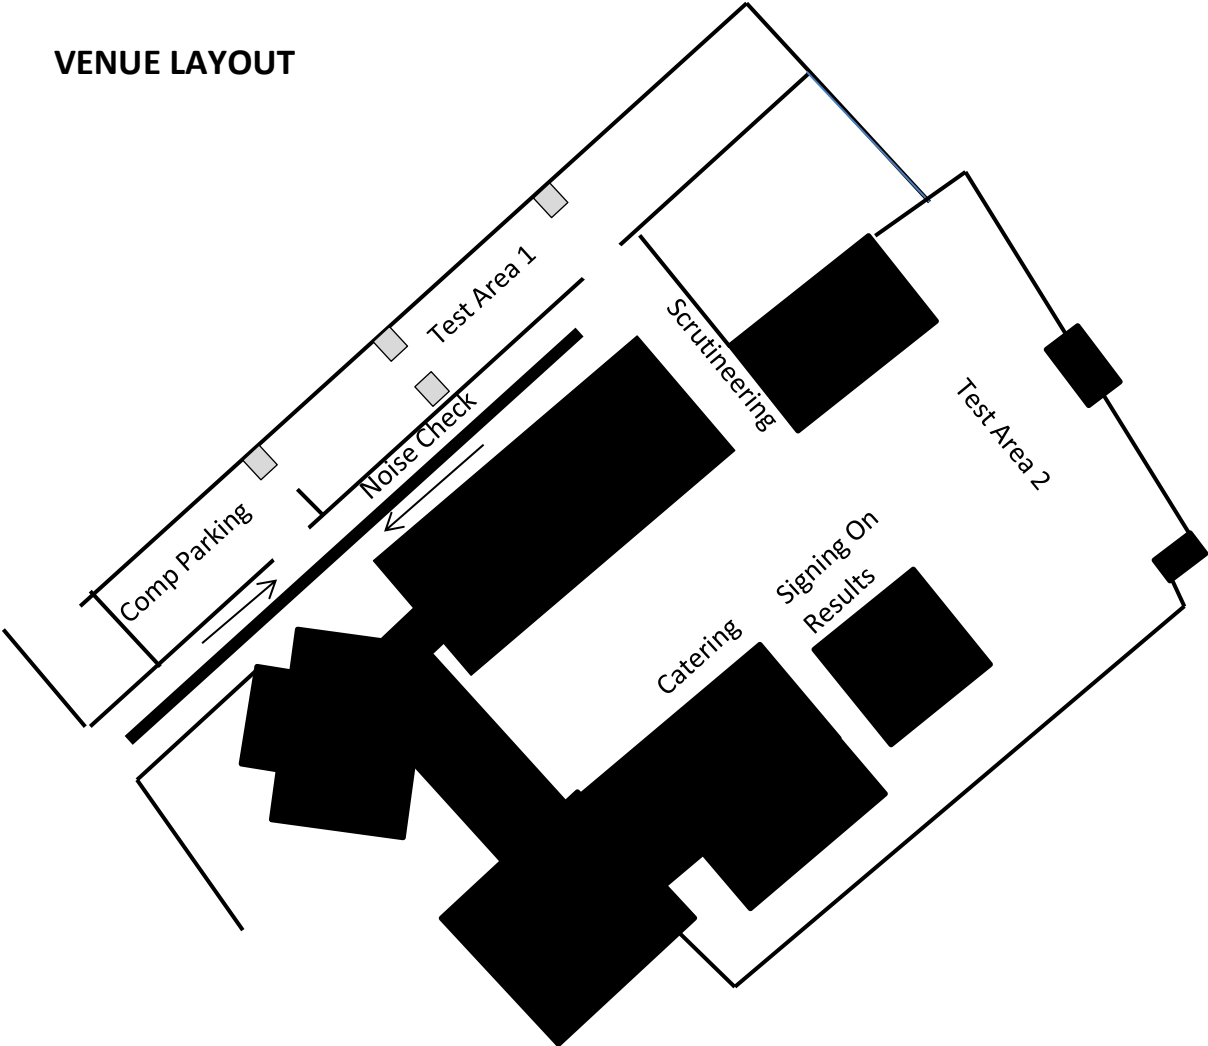 VENUE LAYOUT
Test Area 1
Scrutineering
Noise Check
Test Area 2
Comp Parking
Signing On
Results
Catering